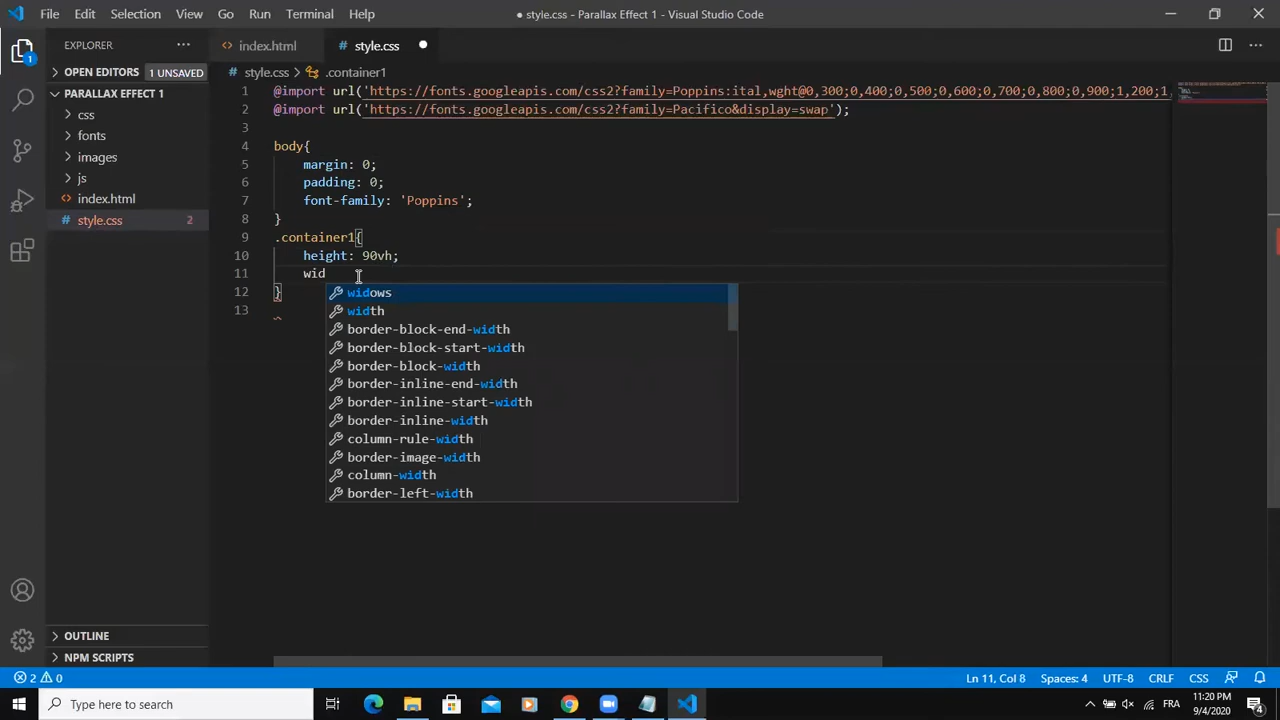 File Edit Selection View Go Run Terminal Help
● style.css - Parallax Effect 1 - Visual Studio Code
EXPLORER ···
index.html
# style.css ●
OPEN EDITORS 1 UNSAVED
# style.css > .container1
PARALLAX EFFECT 1
css
fonts
images
js
<> index.html
# style.css 2
1 @import url('https://fonts.googleapis.com/css2?family=Poppins:ital,wght@0,300;0,400;0,500;0,600;0,700;0,800;0,900;1,200;1,
2 @import url('https://fonts.googleapis.com/css2?family=Pacifico&display=swap');
3
4 body{
5 margin: 0;
6 padding: 0;
7 font-family: 'Poppins';
8 }
9 .container1{
10 height: 90vh;
11 wid
12 }
13
widows
width
border-block-end-width
border-block-start-width
border-block-width
border-inline-end-width
border-inline-start-width
border-inline-width
column-rule-width
border-image-width
column-width
border-left-width
OUTLINE
NPM SCRIPTS
2 0 Ln 11, Col 8 Spaces: 4 UTF-8 CRLF CSS
Type here to search
FRA
11:20 PM
9/4/2020
4
1